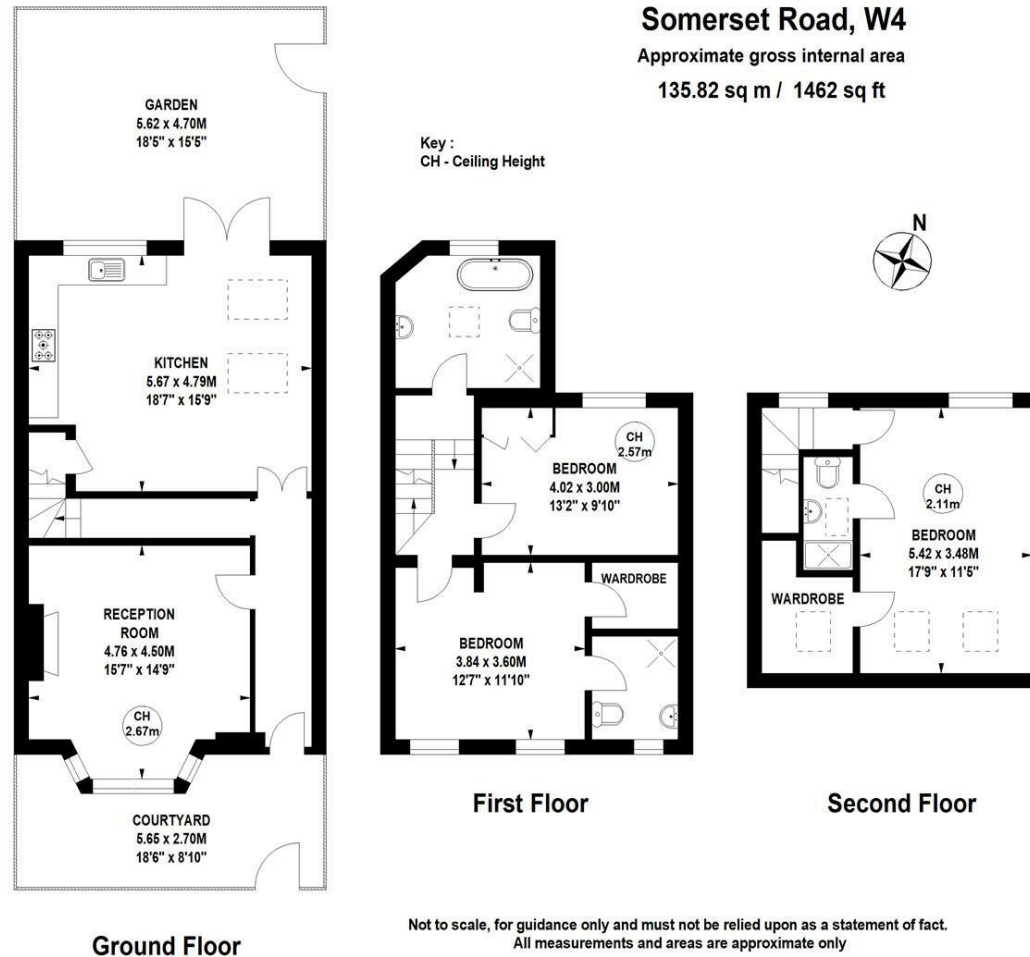 Somerset Road, W4
Approximate gross internal area
135.82 sq m / 1462 sq ft
Key :
CH - Ceiling Height
N
GARDEN
5.62 x 4.70M
18'5" x 15'5"
KITCHEN
5.67 x 4.79M
18'7" x 15'9"
RECEPTION
ROOM
4.76 x 4.50M
15'7" x 14'9"
CH
2.67m
COURTYARD
5.65 x 2.70M
18'6" x 8'10"
Ground Floor
CH
2.57m
BEDROOM
4.02 x 3.00M
13'2" x 9'10"
WARDROBE
BEDROOM
3.84 x 3.60M
12'7" x 11'10"
First Floor
CH
2.11m
BEDROOM
5.42 x 3.48M
17'9" x 11'5"
WARDROBE
Second Floor
Not to scale, for guidance only and must not be relied upon as a statement of fact.
All measurements and areas are approximate only